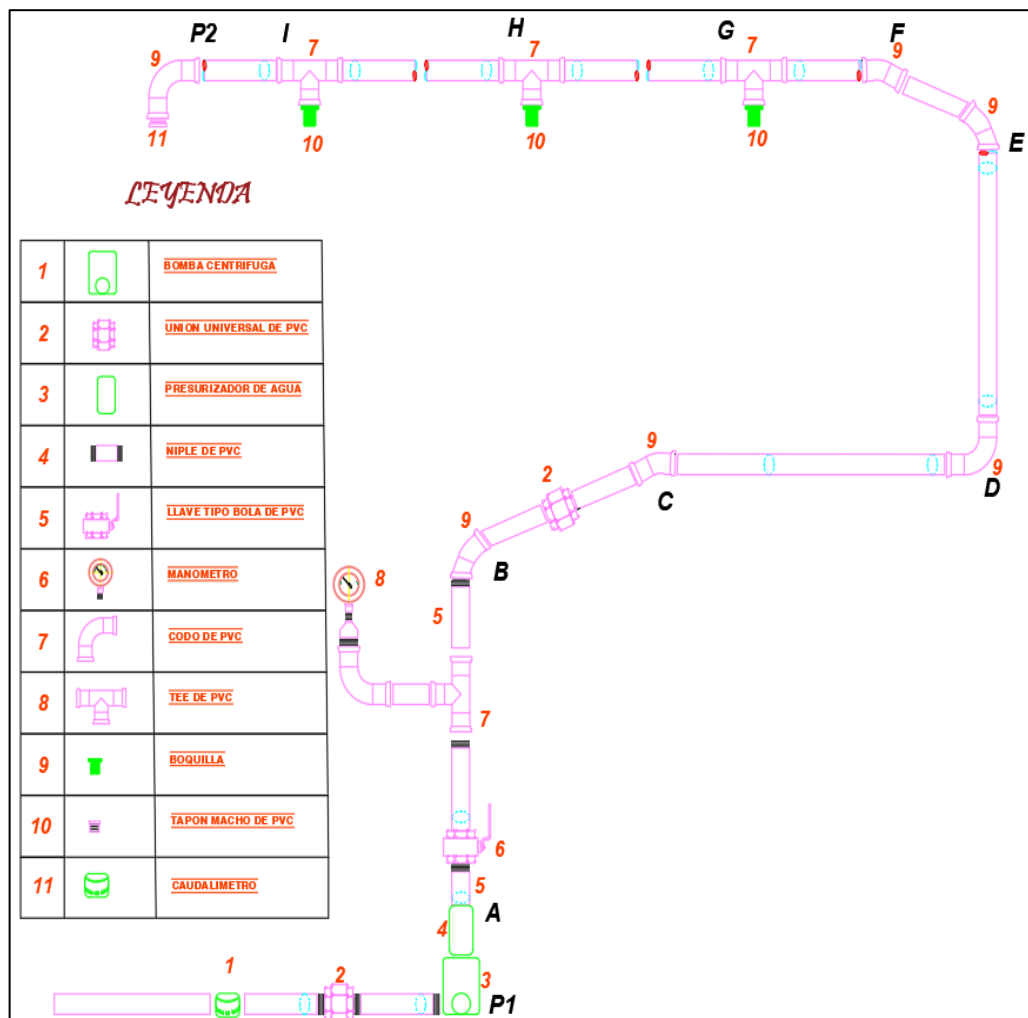 P2 I 7 H 7 G 7 F
9 9
9
11 10 10 10 E
LEYENDA
1 BOMBA CENTRIFUGA
2 UNION UNIVERSAL DE PVC
3 PRESURIZADOR DE AGUA
4 NIPLE DE PVC
5 LLAVE TIPO BOLA DE PVC
6 MANOMETRO
7 CODO DE PVC
8 TEE DE PVC
9 BOQUILLA
10 TAPON MACHO DE PVC
11 CAUDALIMETRO
9
2 9
C D
9
B
8
5
7
6
5
A
4
1 2 3
P1